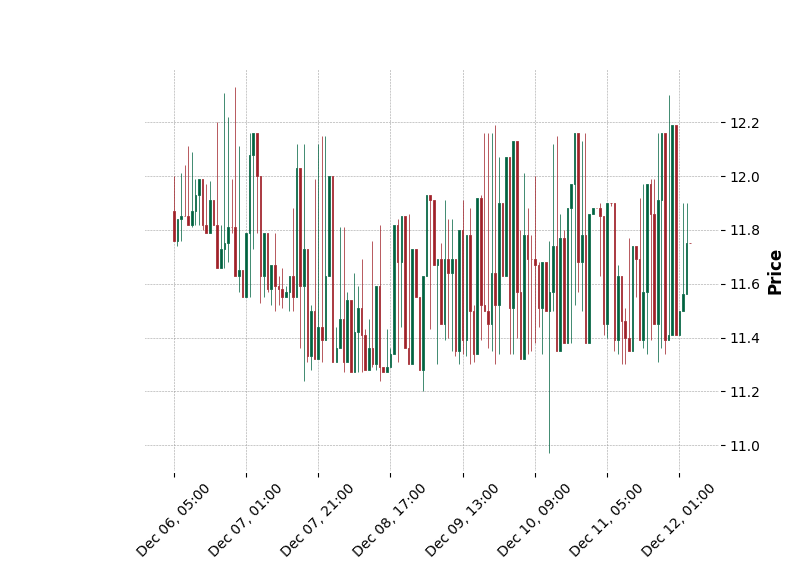 12.2
12.0
11.8
11.6
11.4
11.2
11.0
Price
Dec 06, 05:00
Dec 07, 01:00
Dec 07, 21:00
Dec 08, 17:00
Dec 09, 13:00
Dec 10, 09:00
Dec 11, 05:00
Dec 12, 01:00